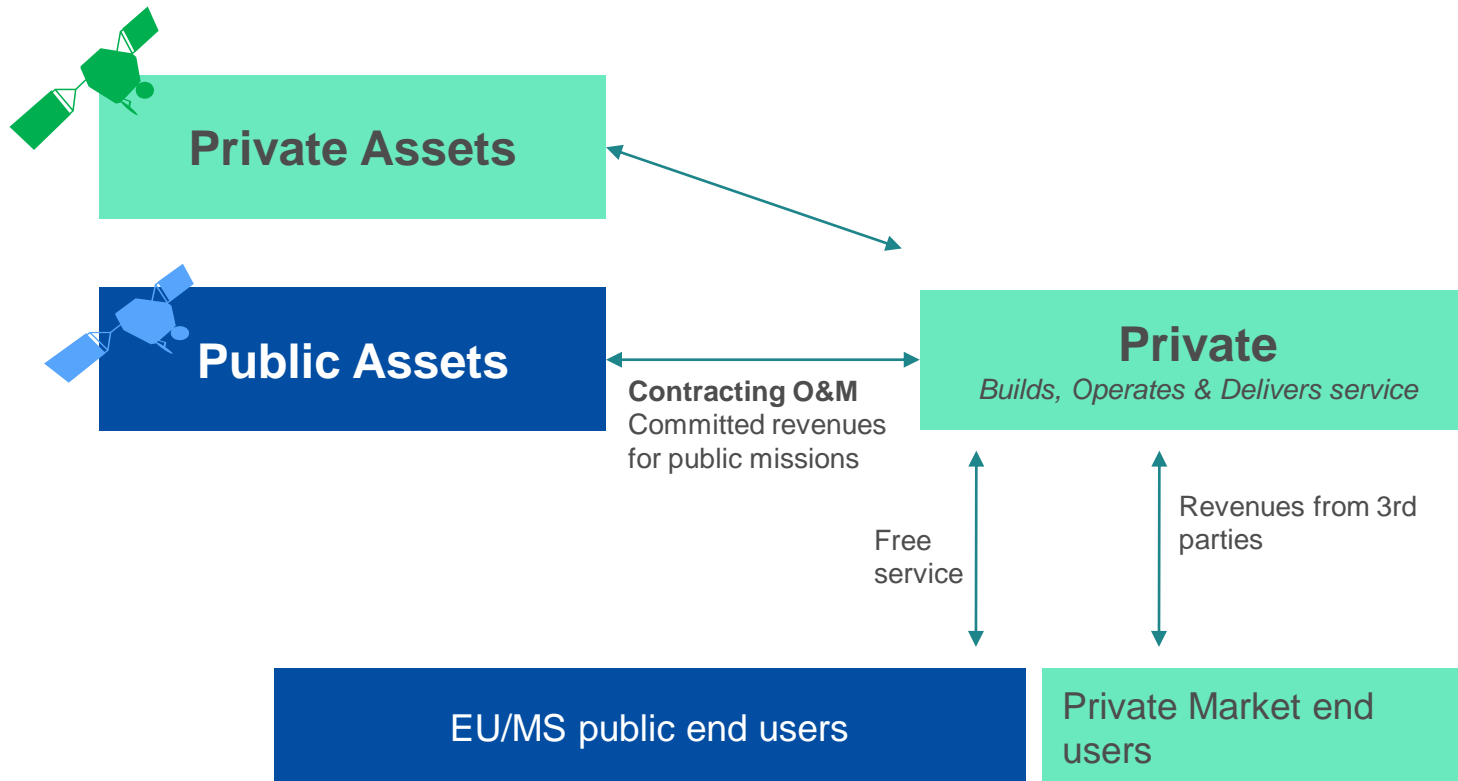 Private Assets
Public Assets
Contracting O&M
Committed revenues
for public missions
Private
Builds, Operates & Delivers service
Free
service
Revenues from 3rd
parties
EU/MS public end users
Private Market end
users